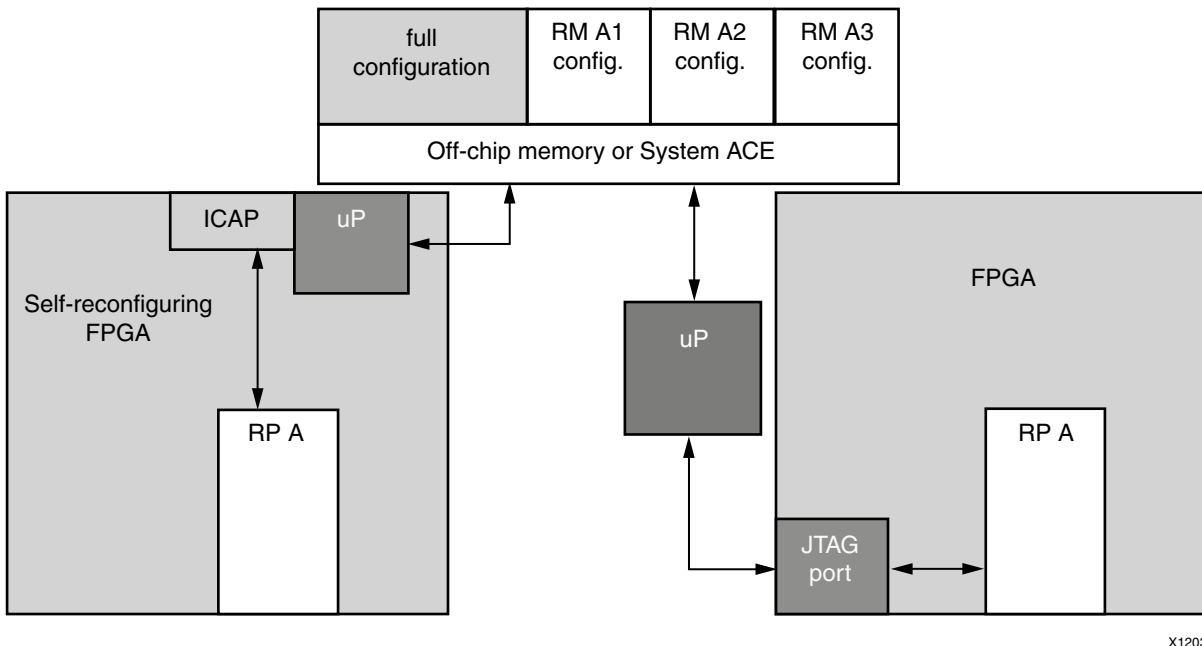 full
configuration
RM A1
config.
RM A2
config.
RM A3
config.
Off-chip memory or System ACE
ICAP
uP
Self-reconfiguring
FPGA
RP A
uP
FPGA
RP A
JTAG
port